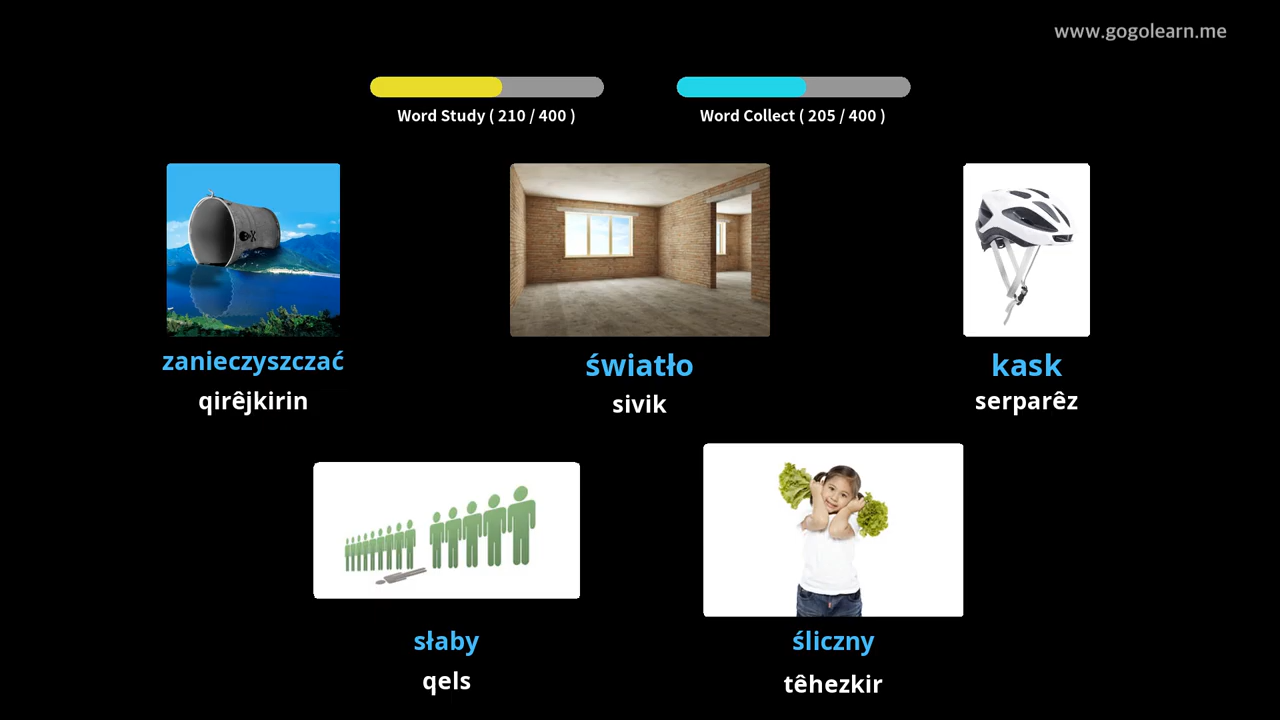 www.gogolearn.me
Word Study ( 210 / 400 )
Word Collect ( 205 / 400 )
zanieczyszczać
qirêjkirin
światło
sivik
kask
serparêz
słaby
qels
śliczny
têhezkir